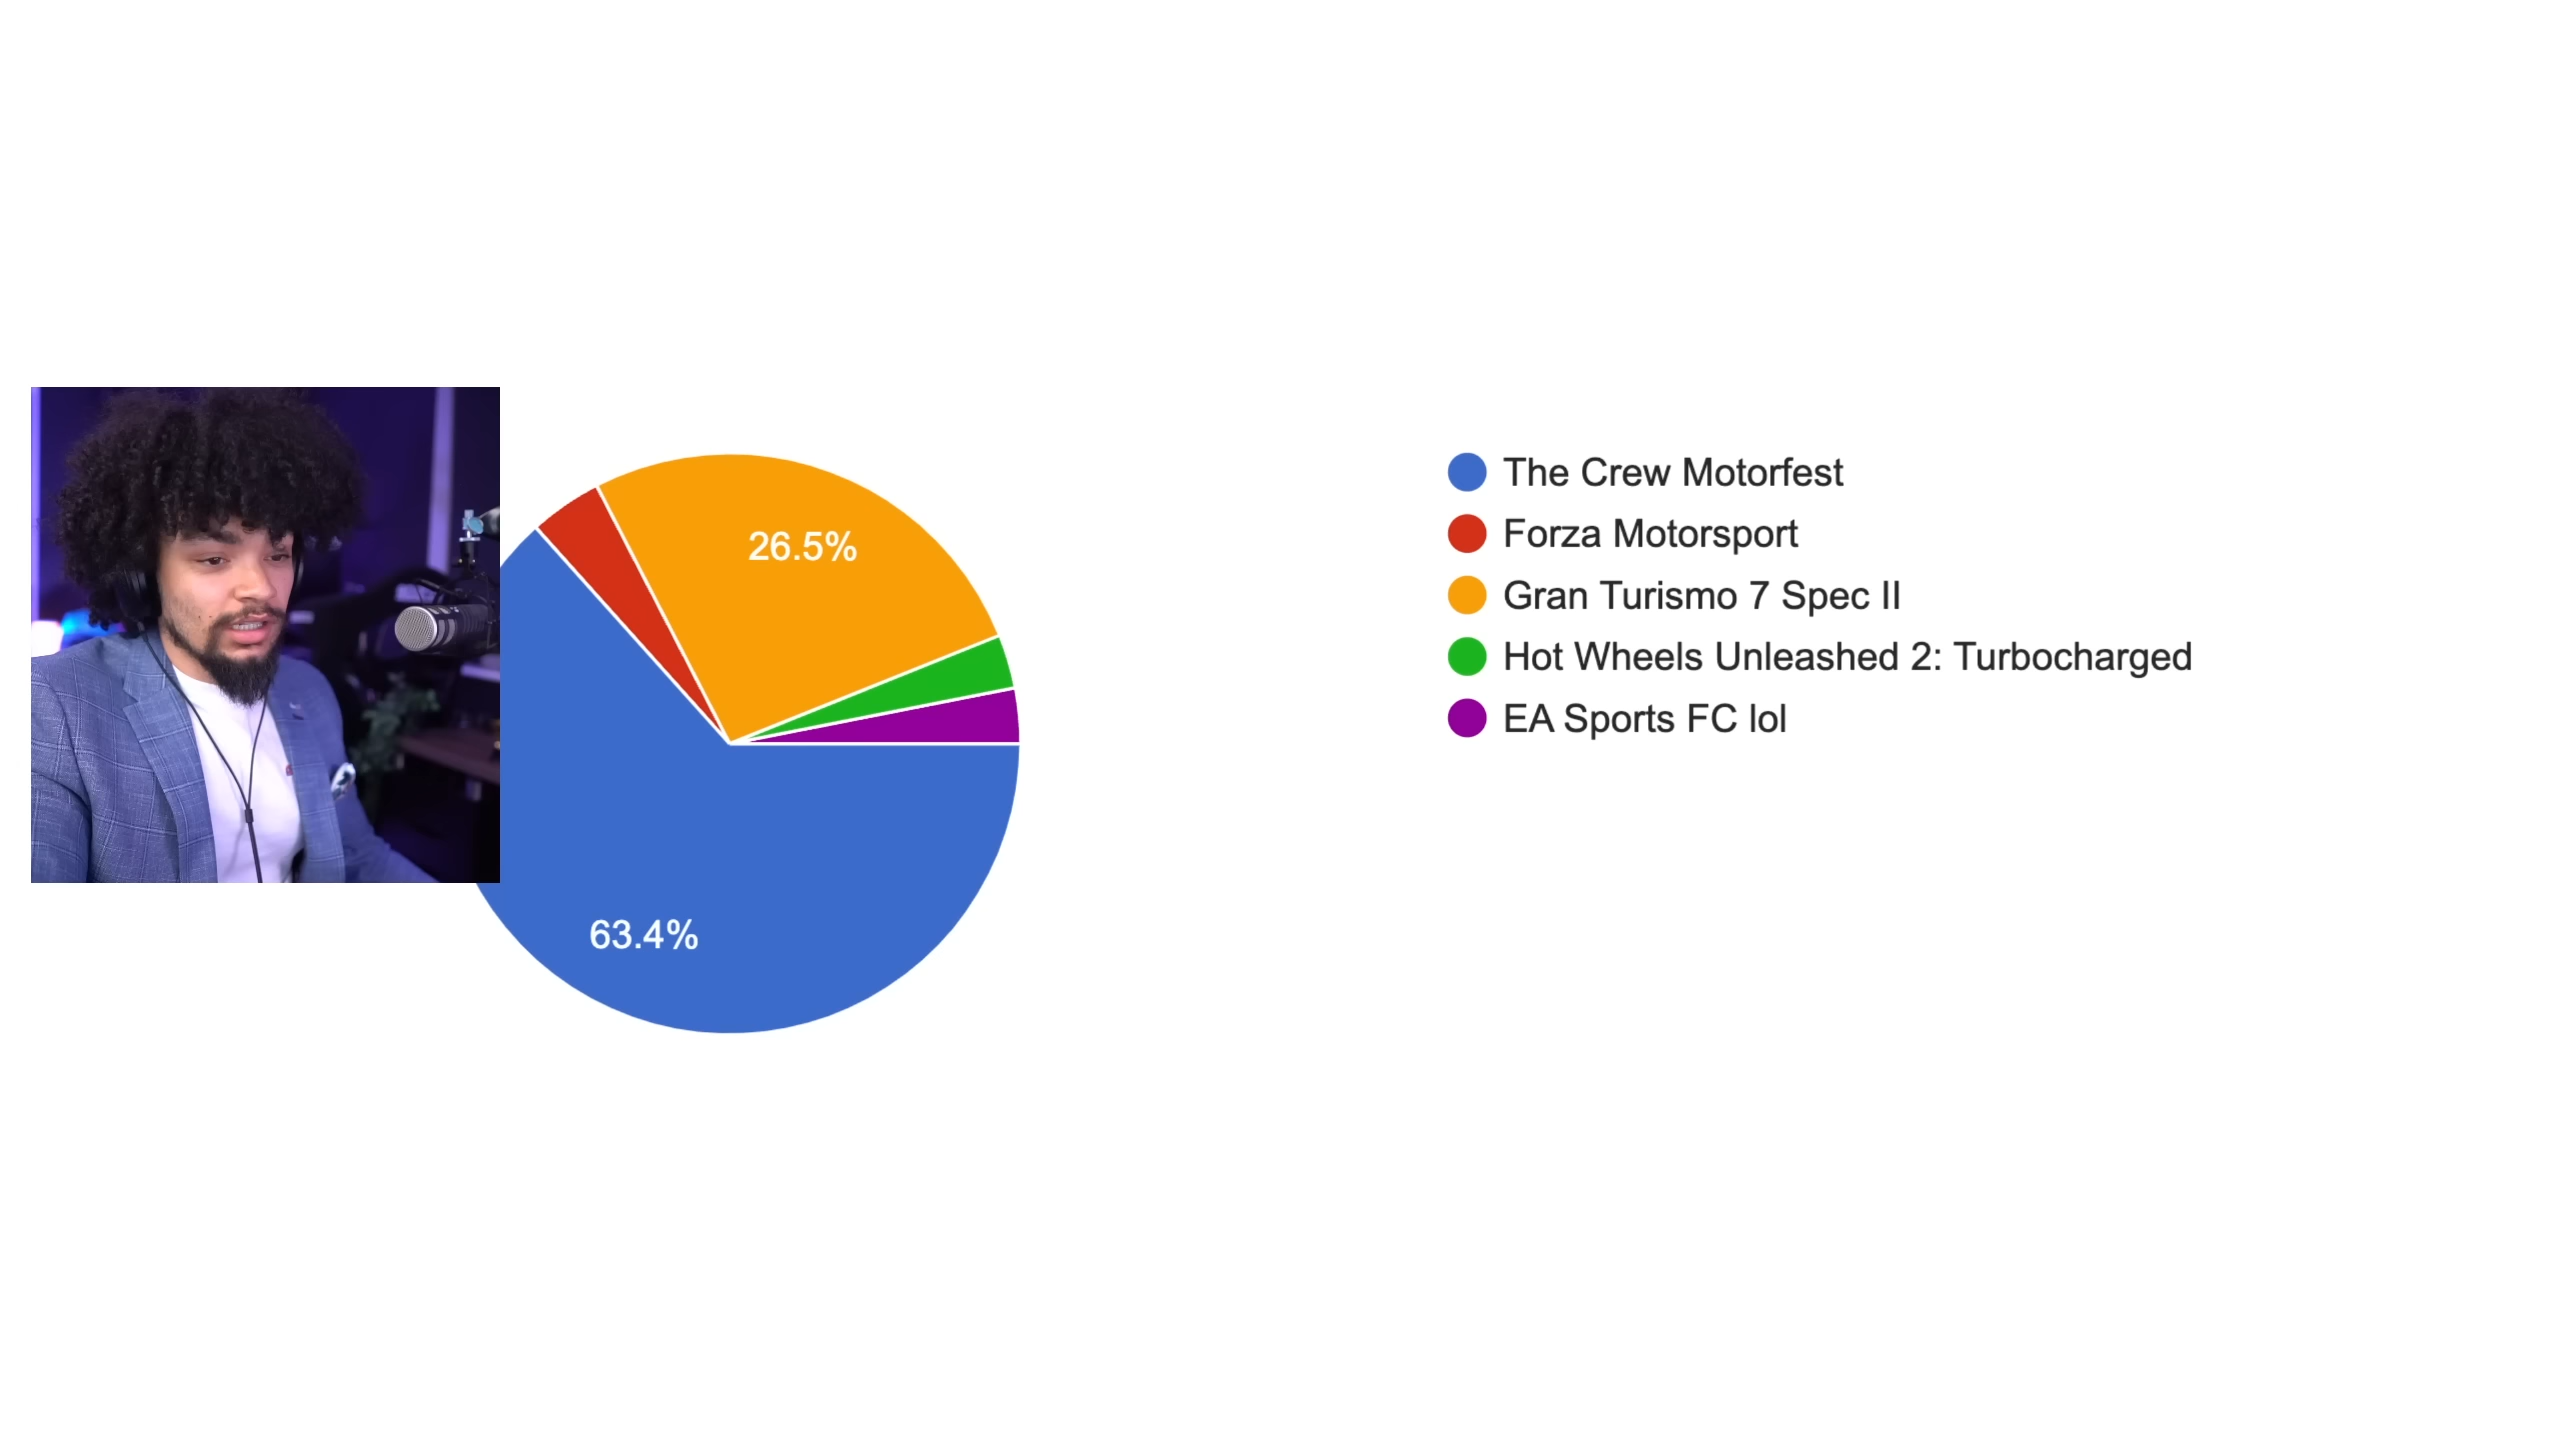 26.5%
63.4%
The Crew Motorfest
Forza Motorsport
Gran Turismo 7 Spec II
Hot Wheels Unleashed 2: Turbocharged
EA Sports FC lol